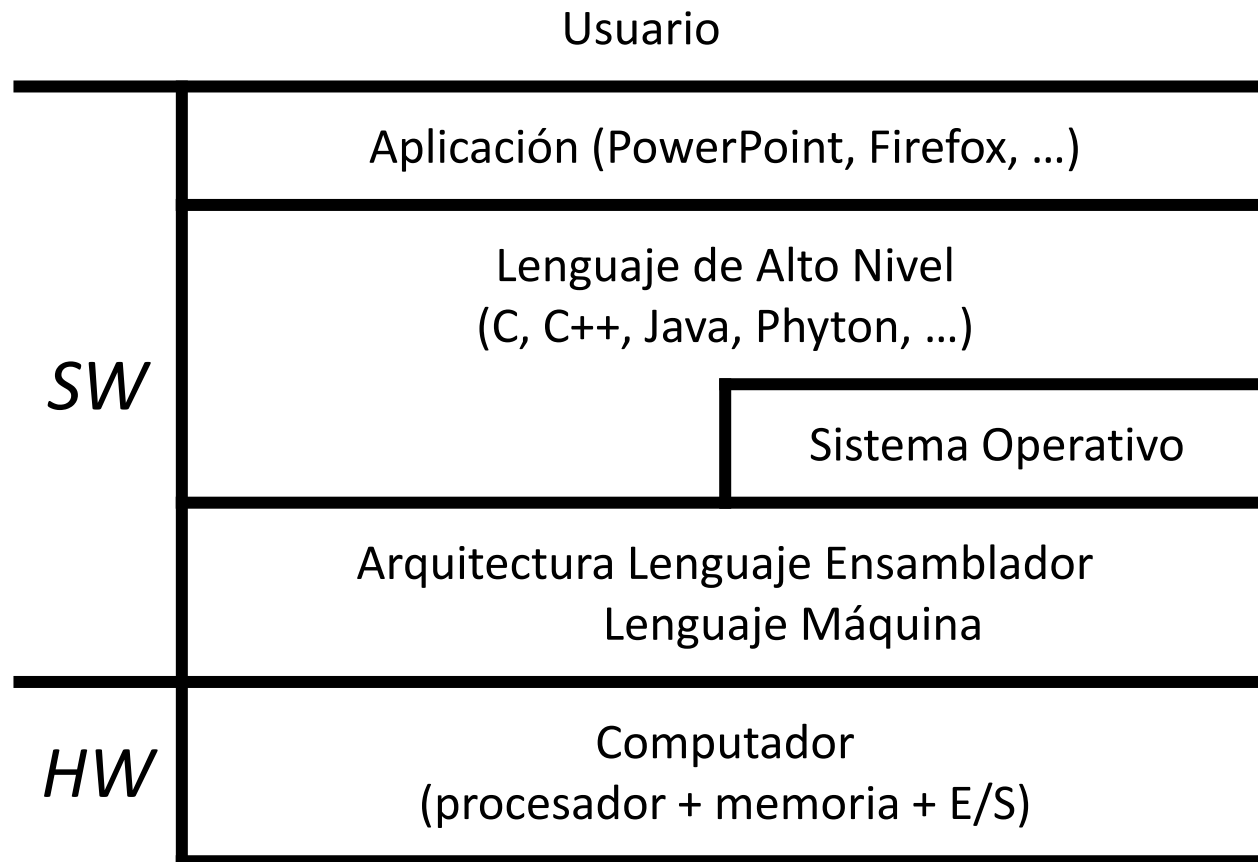 Usuario
Aplicación (PowerPoint, Firefox, ...)
Lenguaje de Alto Nivel
(C, C++, Java, Phyton, ...)
SW
Sistema Operativo
Arquitectura Lenguaje Ensamblador
Lenguaje Máquina
HW
Computador
(procesador + memoria + E/S)